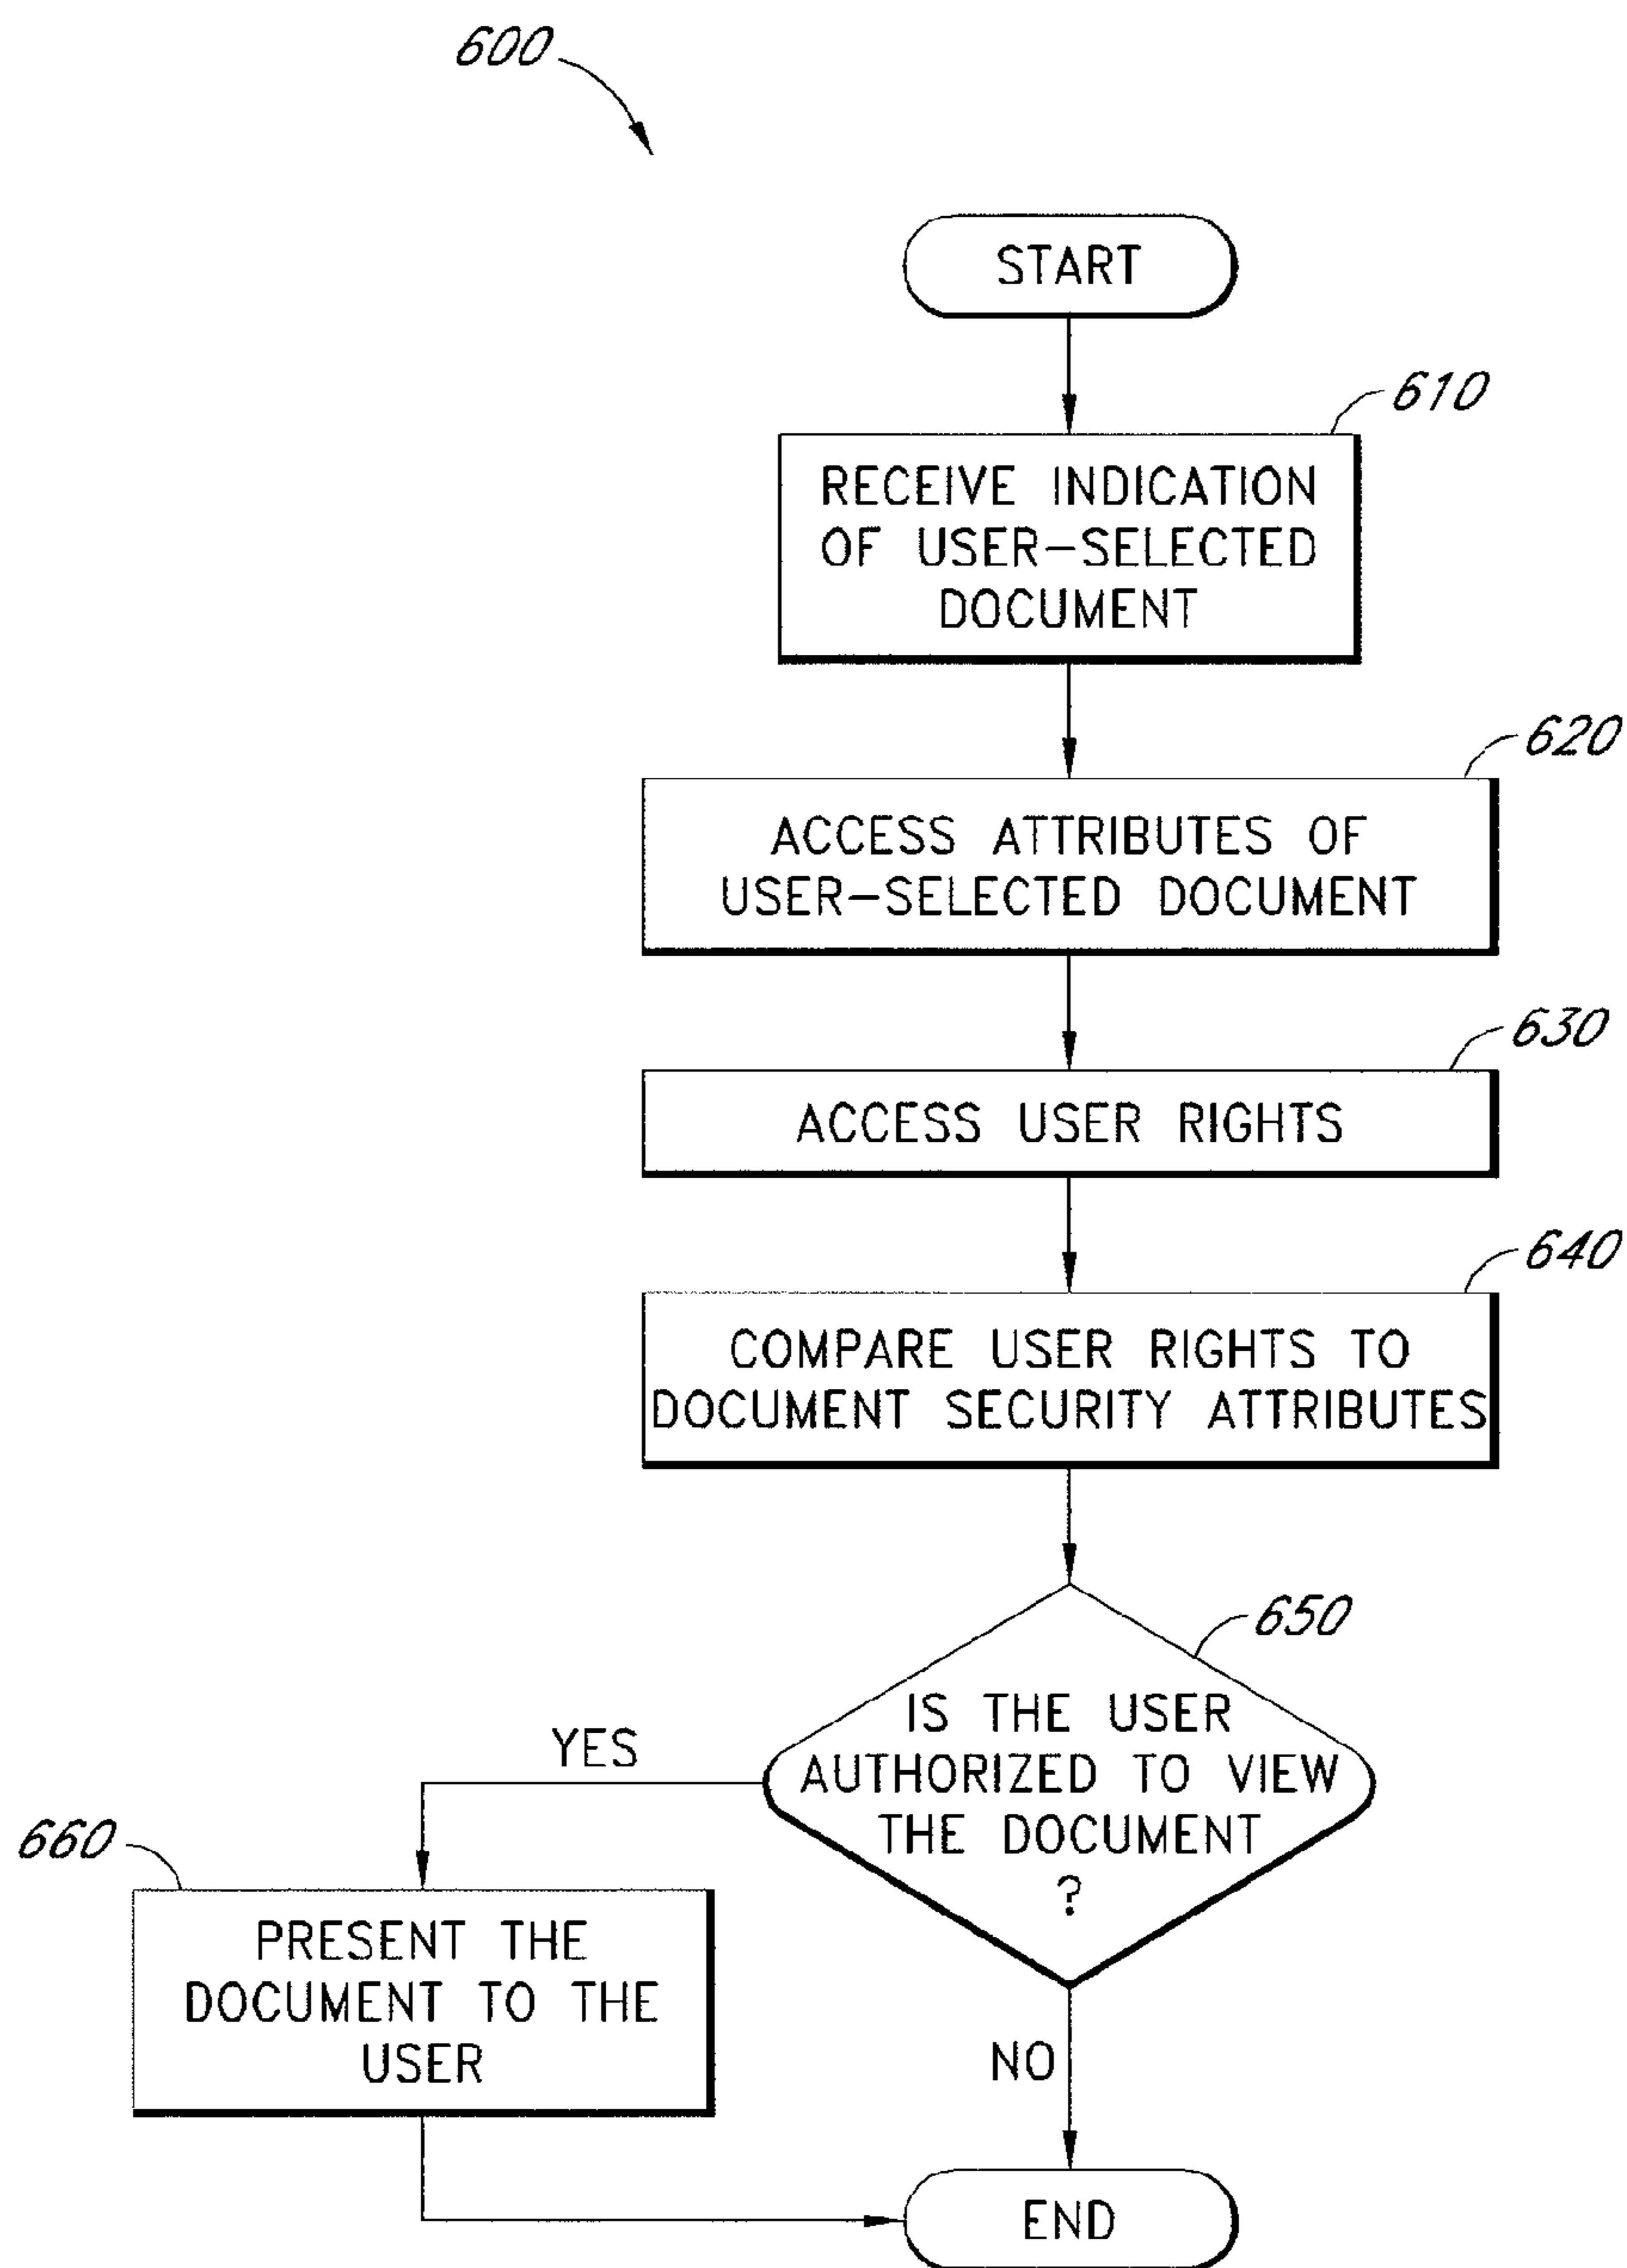 600
START
610
RECEIVE INDICATION
OF USER-SELECTED
DOCUMENT
620
ACCESS ATTRIBUTES OF
USER-SELECTED DOCUMENT
630
ACCESS USER RIGHTS
640
COMPARE USER RIGHTS TO
DOCUMENT SECURITY ATTRIBUTES
650
IS THE USER
AUTHORIZED TO VIEW
THE DOCUMENT
?
YES
660
PRESENT THE
DOCUMENT TO THE
USER
NO
END